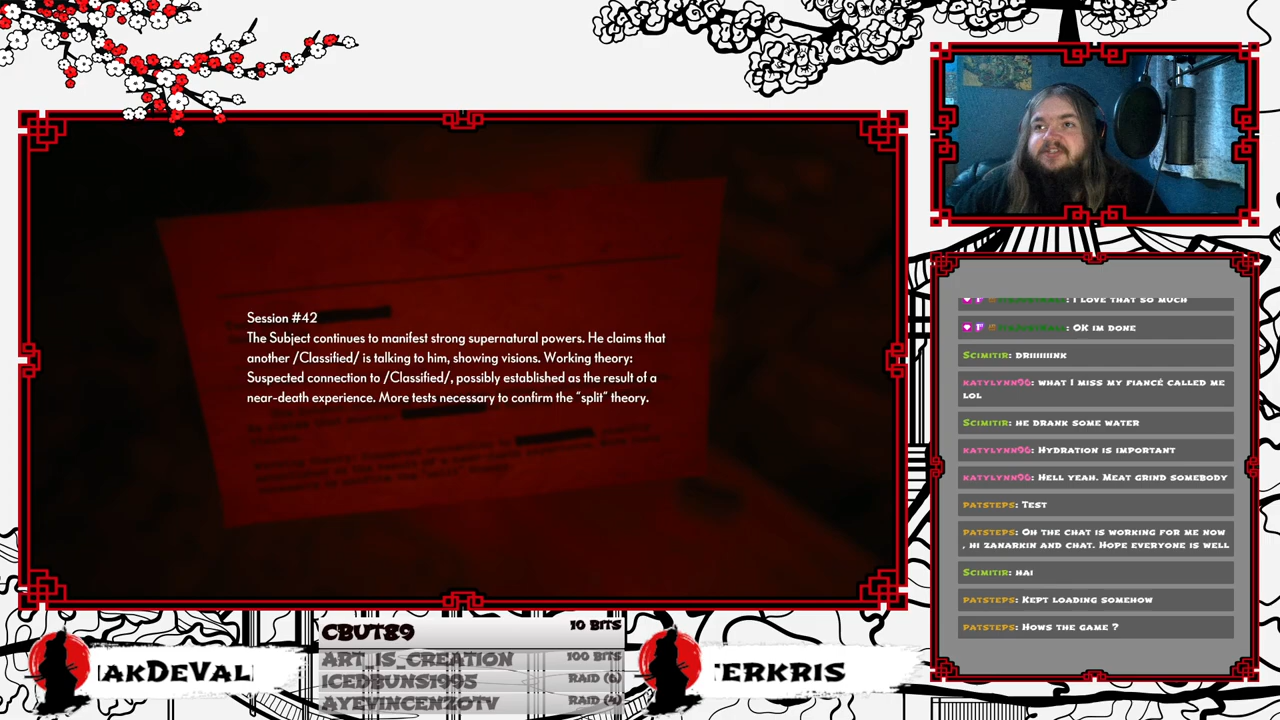 Session #42
The Subject continues to manifest strong supernatural powers. He claims that
another /Classified/ is talking to him, showing visions. Working theory:
Suspected connection to /Classified/, possibly established as the result of a
near-death experience. More tests necessary to confirm the "split" theory.
: I LOVE THAT SO MUCH
: OK IM DONE
SCIMITIR: DRIIIIIINK
KATYLYNN90: WHAT I MISS MY FIANCÉ CALLED ME
LOL
SCIMITIR: HE DRANK SOME WATER
KATYLYNN90: HYDRATION IS IMPORTANT
KATYLYNN90: HELL YEAH. MEAT GRIND SOMEBODY
PATSTEPS: TEST
PATSTEPS: OH THE CHAT IS WORKING FOR ME NOW
, HI ZANARKIN AND CHAT. HOPE EVERYONE IS WELL
SCIMITIR: HAI
PATSTEPS: KEPT LOADING SOMEHOW
PATSTEPS: HOWS THE GAME ?
AKDEVAL
CBUT89 10 BITS
ART_IS_CREATION 100 BITS
ICEDBUNS1995 RAID (6)
AYEVINCENZOTV RAID (4)
TERKRIS